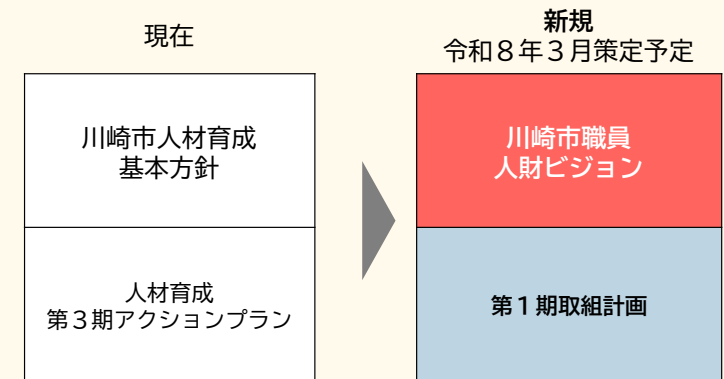 現在
川崎市人材育成
基本方針
人材育成
第３期アクションプラン
新規
令和８年３月策定予定
川崎市職員
人財ビジョン
第１期取組計画